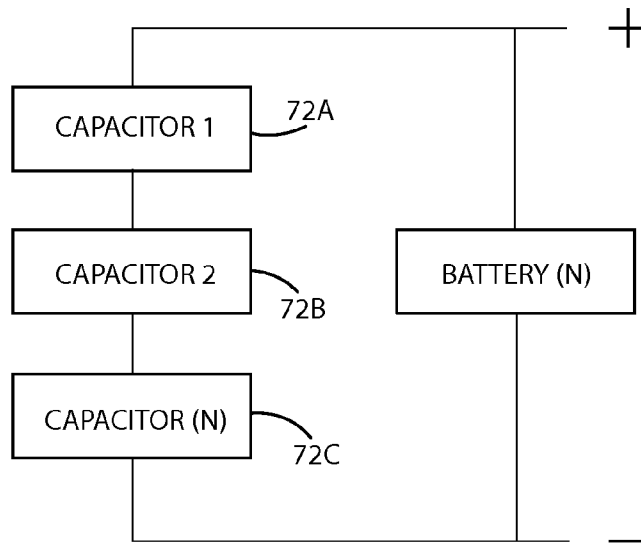 +
CAPACITOR 1
72A
CAPACITOR 2
BATTERY (N)
72B
CAPACITOR (N)
72C
–